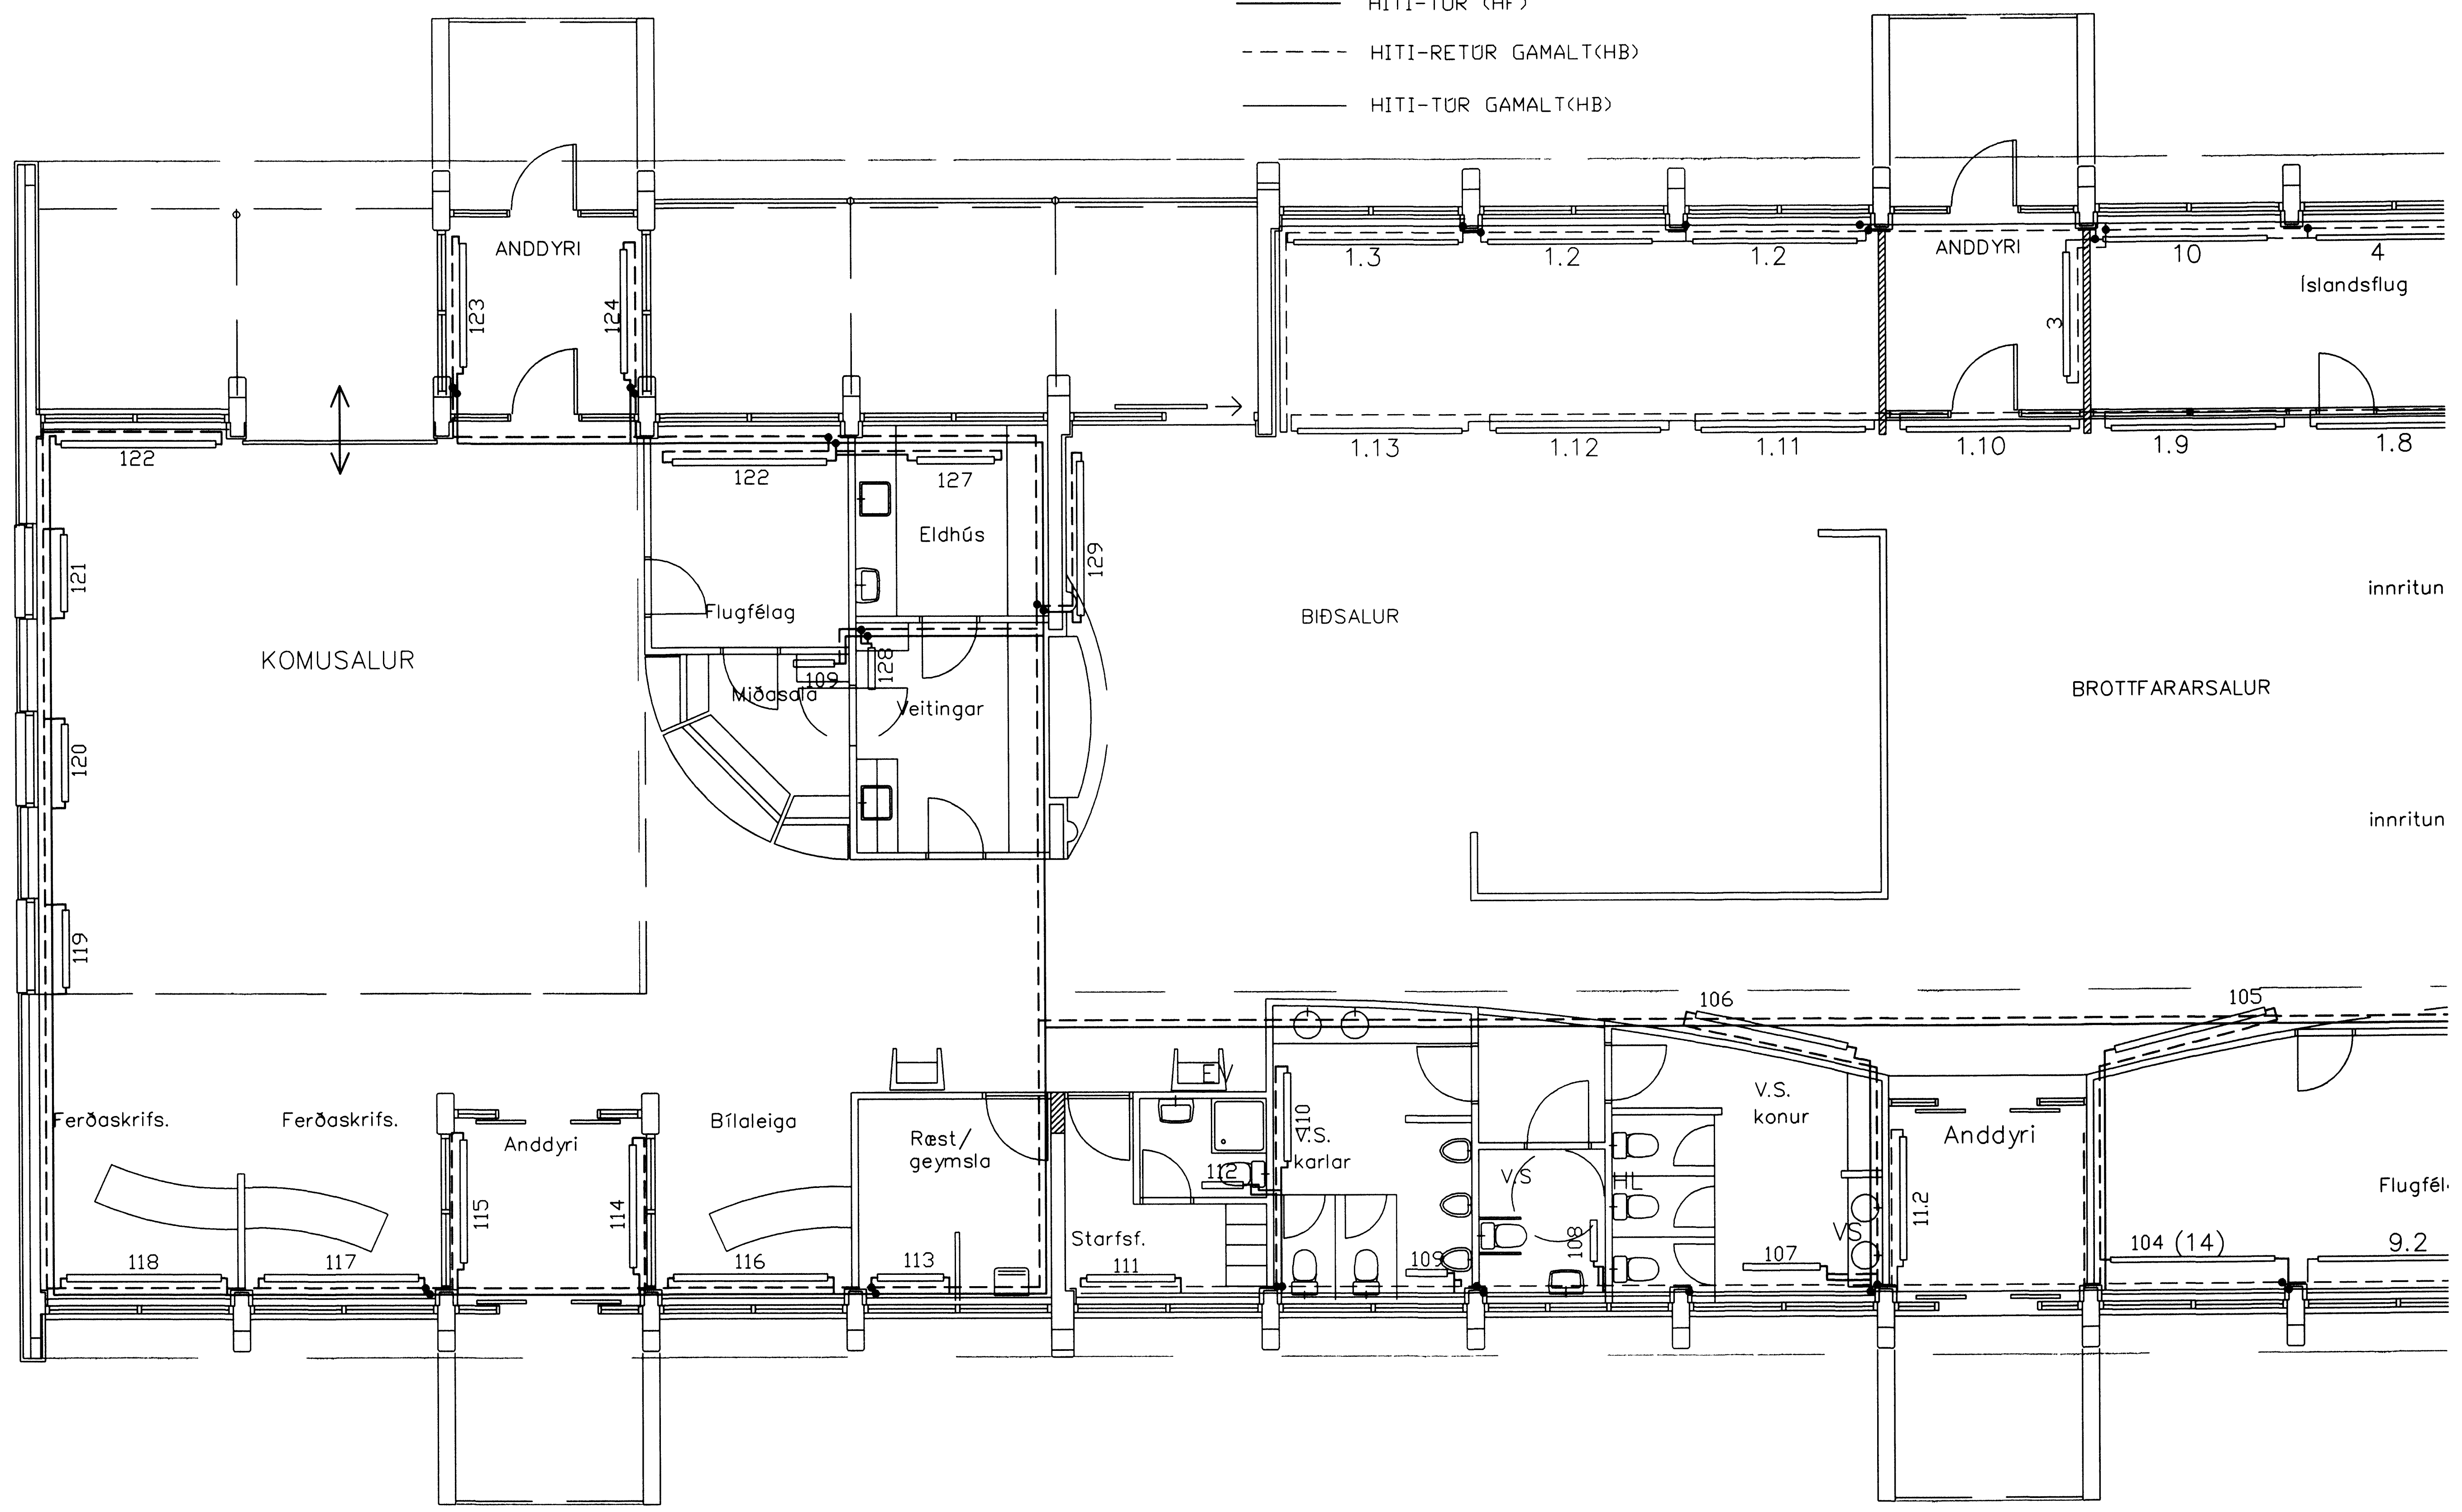 HITI-TÚR (HF)
HITI-RETÚR GAMALT(HB)
HITI-TÚR GAMALT(HB)
ANDDYRI
123
124
1.3
1.2
1.2
ANDDYRI
3
10
4
Íslandsflug
122
122
127
1.13
1.12
1.11
1.10
1.9
1.8
121
Eldhús
129
Flugfélag
BIÐSALUR
innritun
KOMUSALUR
109
128
Miðasala
Veitingar
BROTTFARARSALUR
120
innritun
119
106
105
EV
Ferðaskrifs.
Ferðaskrifs.
Anddyri
Bílaleiga
Ræst/
geymsla
110
V.S.
karlar
112
V.S
HL
V.S.
konur
Anddyri
115
114
Starfsf.
108
VS
11.2
118
117
116
113
111
109
107
104 (14)
9.2